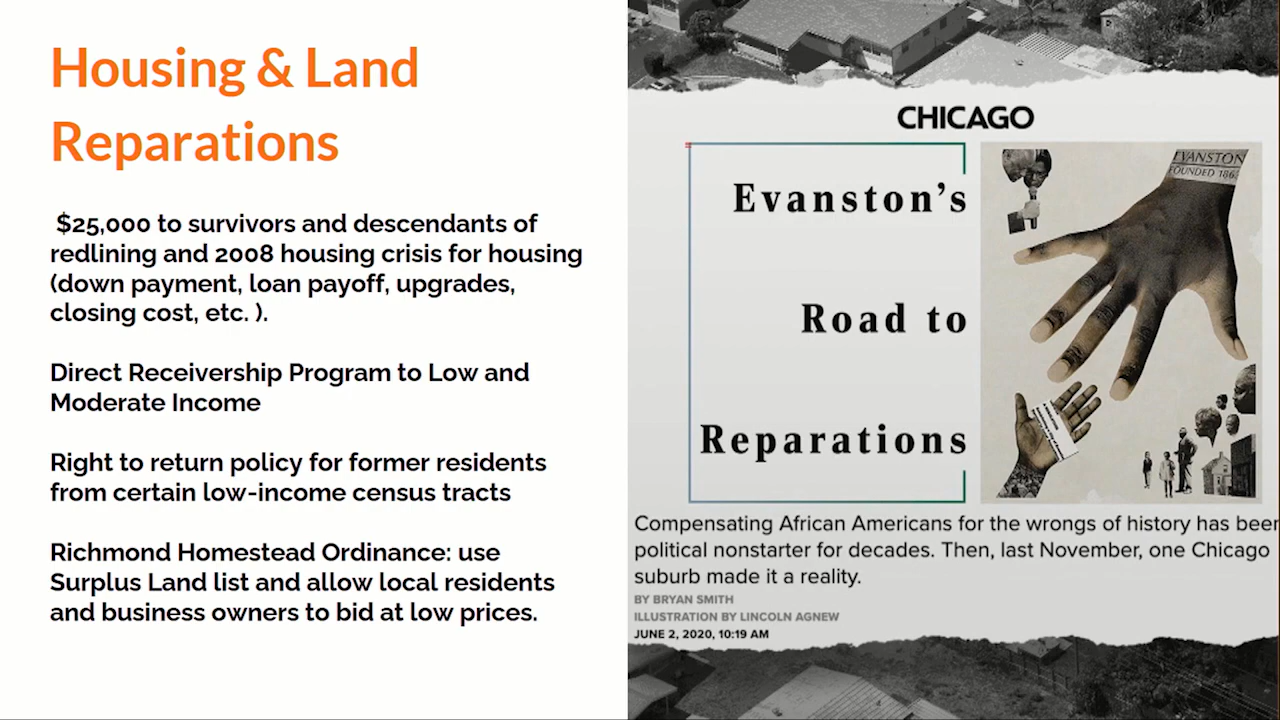 Housing & Land
Reparations
$25,000 to survivors and descendants of
redlining and 2008 housing crisis for housing
(down payment, loan payoff, upgrades,
closing cost, etc. ).
Direct Receivership Program to Low and
Moderate Income
Right to return policy for former residents
from certain low-income census tracts
Richmond Homestead Ordinance: use
Surplus Land list and allow local residents
and business owners to bid at low prices.
CHICAGO
Evanston's
Road to
Reparations
EVANSTON
FOUNDED 186
Compensating African Americans for the wrongs of history has been
political nonstarter for decades. Then, last November, one Chicago
suburb made it a reality.
BY BRYAN SMITH
ILLUSTRATION BY LINCOLN AGNEW
JUNE 2, 2020, 10:19 AM